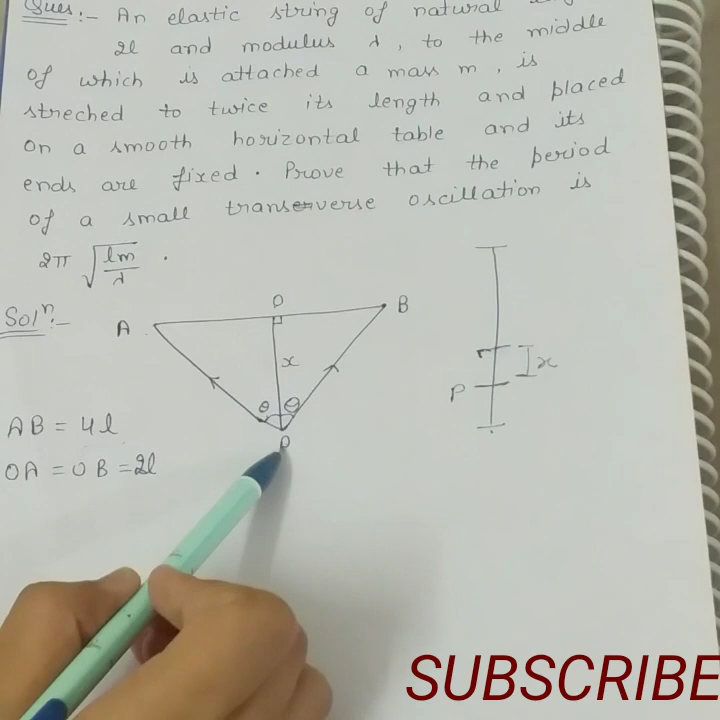 Ques:- An elastic string of natural
2l and modulus λ, to the middle
of which is attached a mass m, is
streched to twice its length and placed
on a smooth horizontal table and its
ends are fixed. Prove that the period
of a small transenverse oscillation is
2π √(lm/λ) .
Solⁿ:-
A O B
x
θ θ
P
x
P
AB = 4l
OA = OB = 2l
SUBSCRIBE